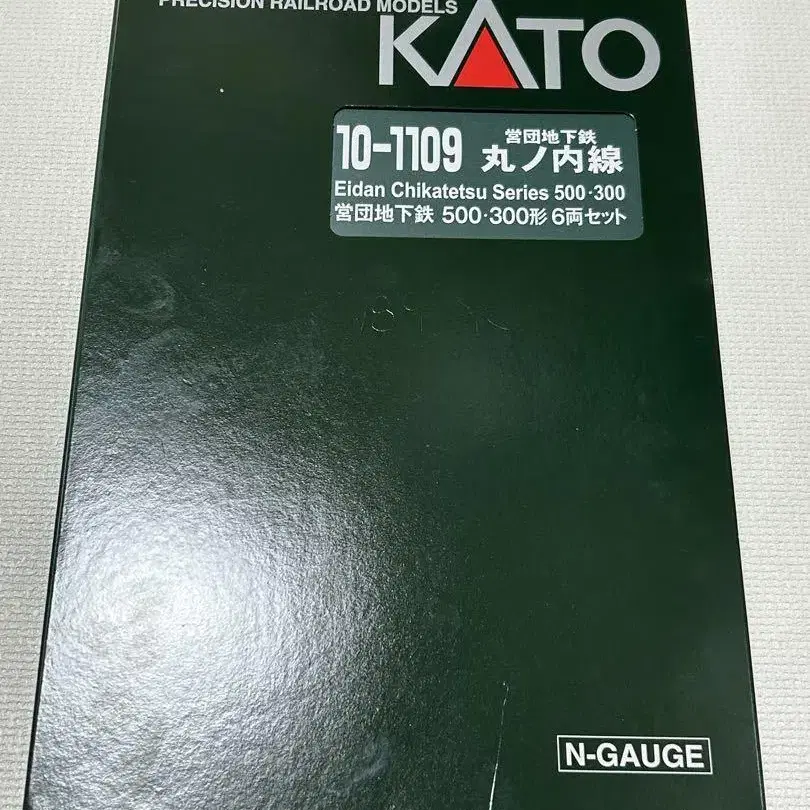 PRECISION RAILROAD MODELS
KATO
10-1109
営団地下鉄
丸ノ内線
Eidan Chikatetsu Series 500·300
営団地下鉄 500·300形 6両セット
N-GAUGE